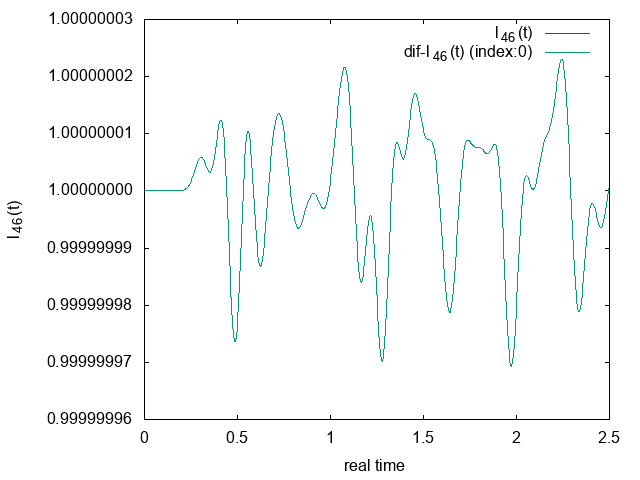 1.00000003
1.00000002
1.00000001
1.00000000
0.99999999
0.99999998
0.99999997
0.99999996
0 0.5 1 1.5 2 2.5
I46(t)
real time
I46(t)
dif-I46(t) (index:0)